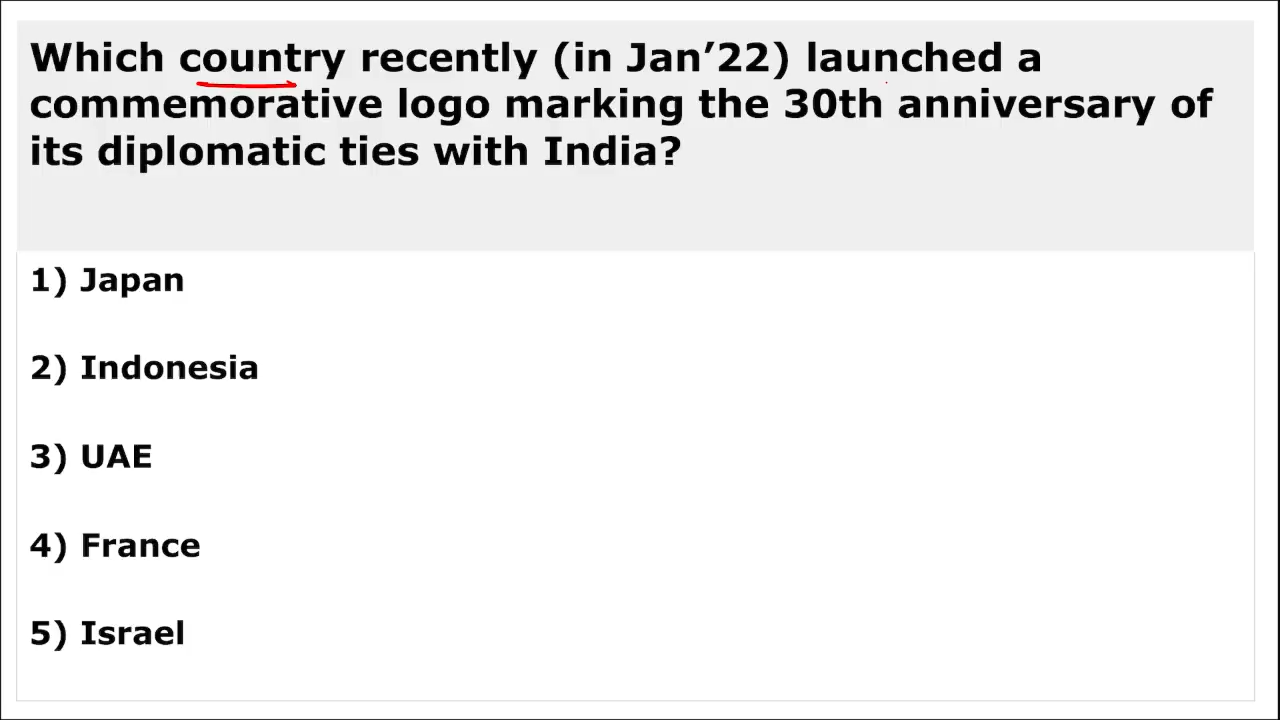 Which country recently (in Jan’22) launched a
commemorative logo marking the 30th anniversary of
its diplomatic ties with India?
1) Japan
2) Indonesia
3) UAE
4) France
5) Israel